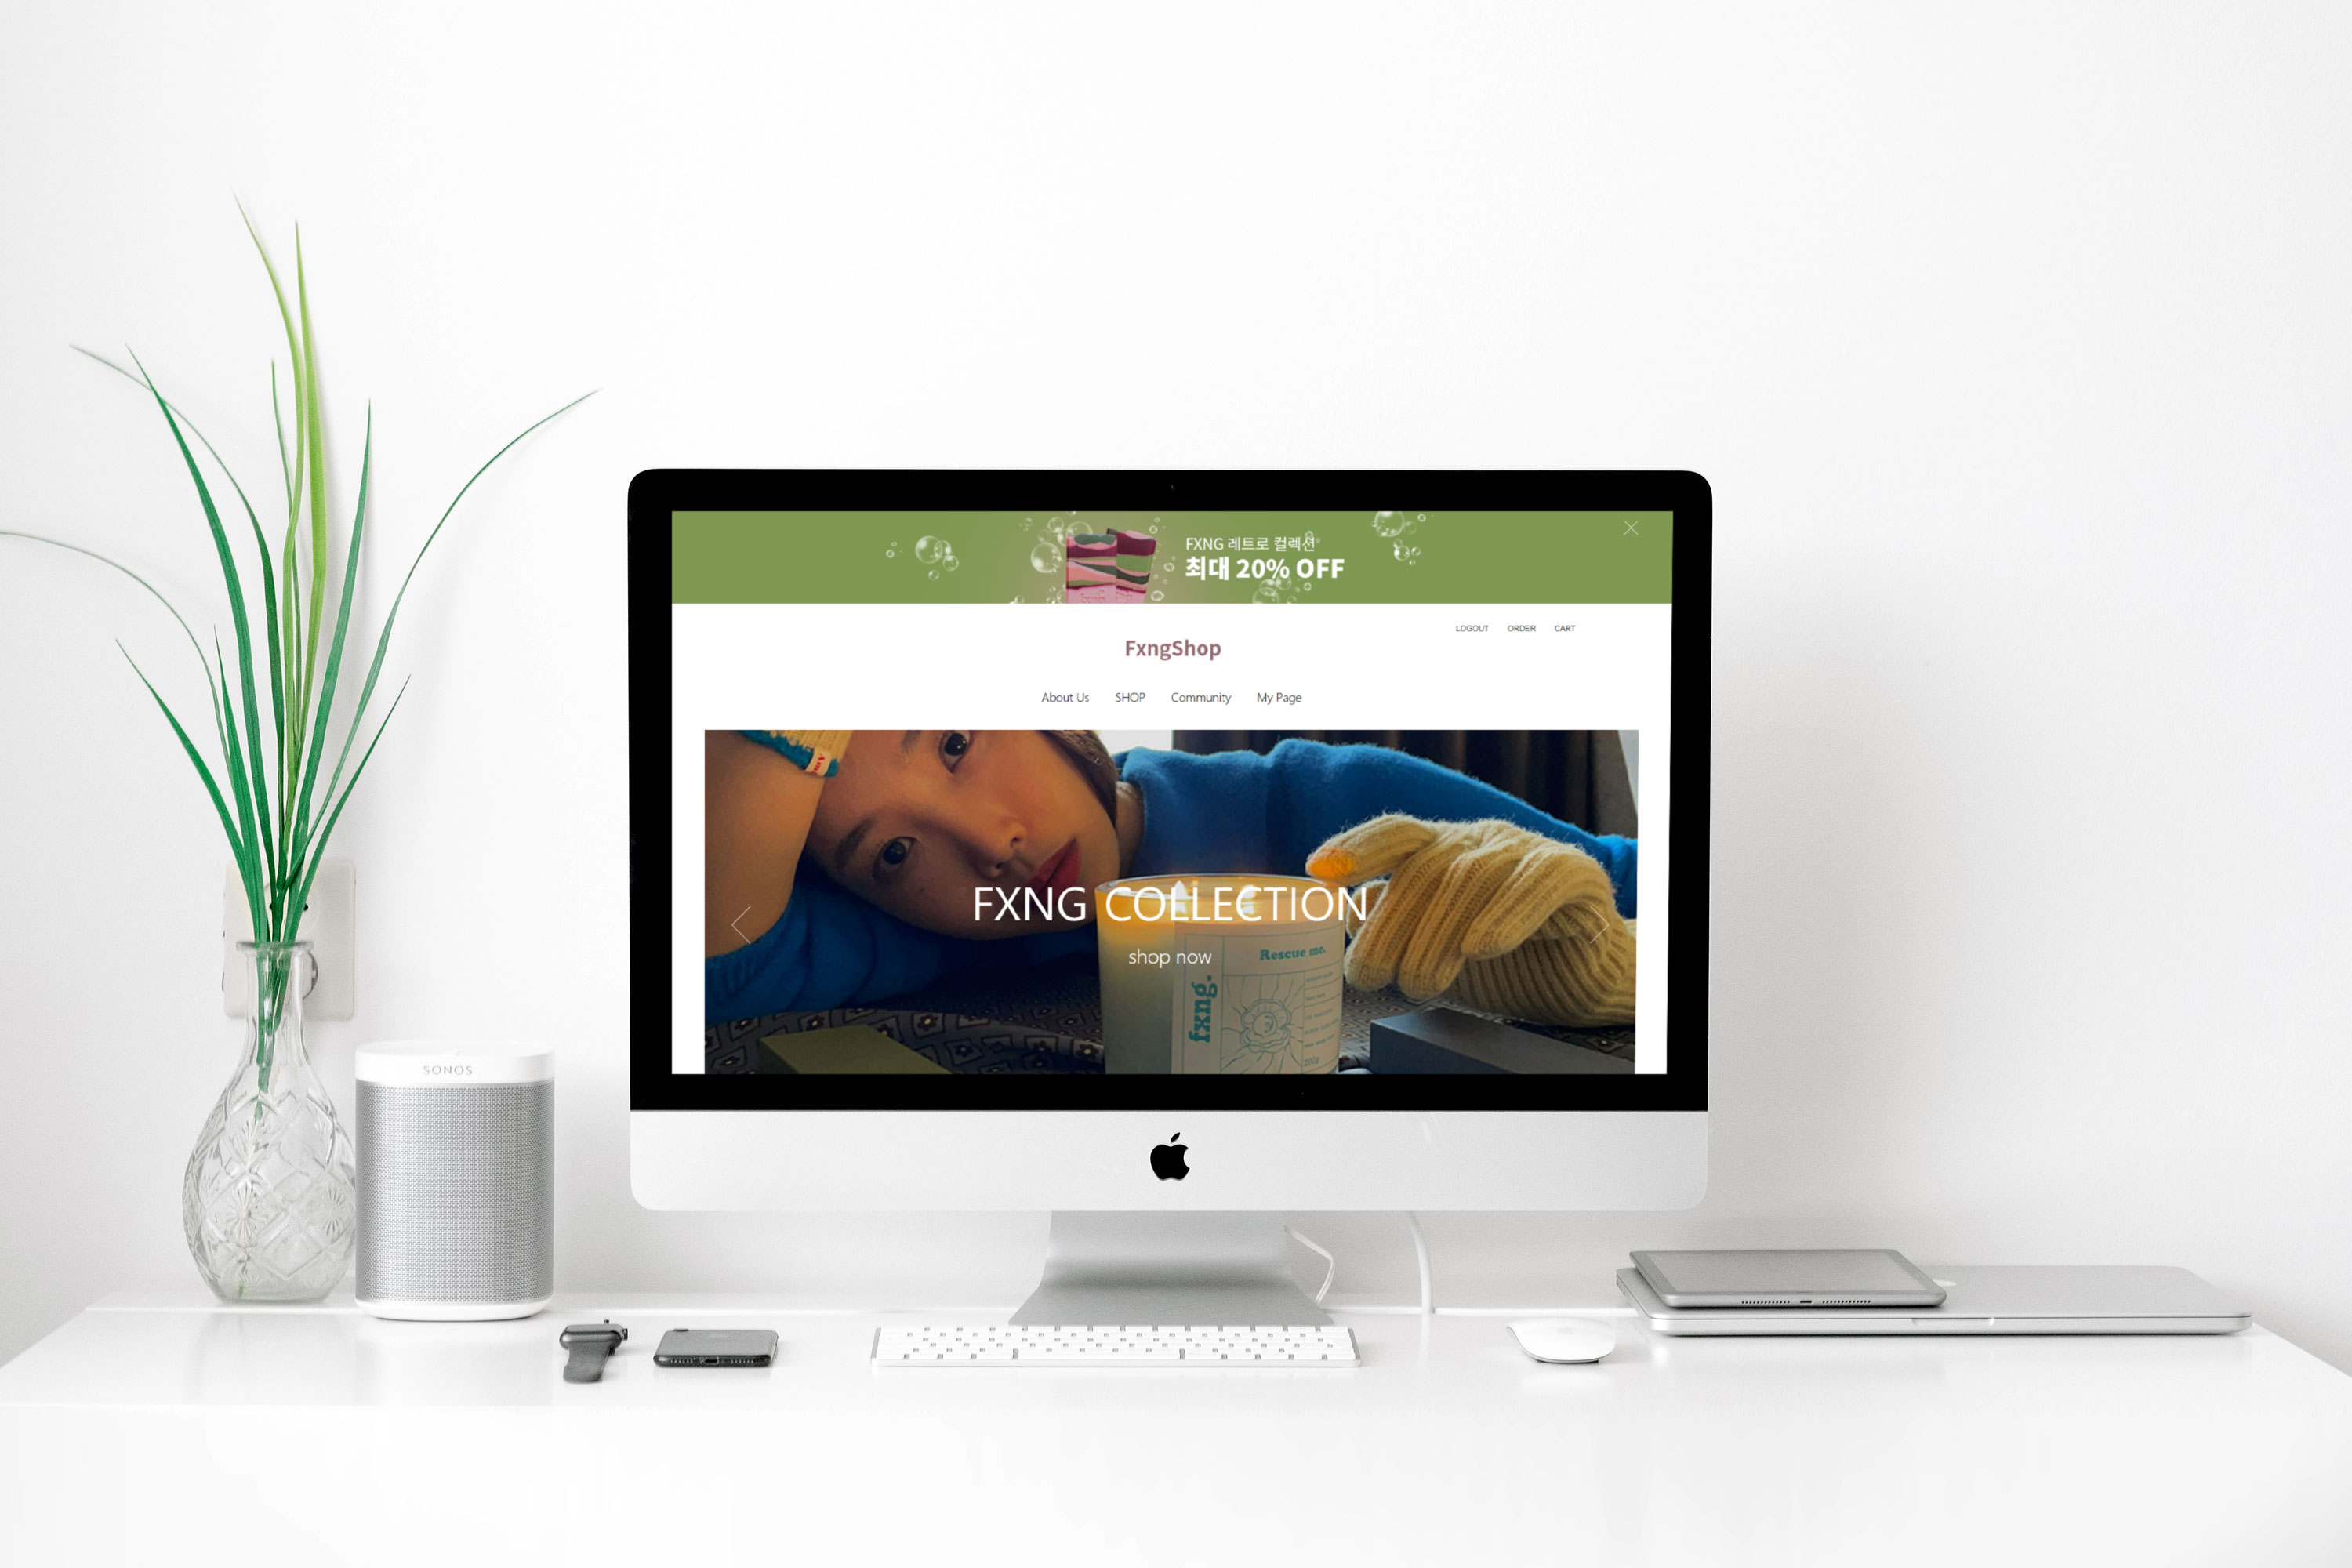 FXNG 레트로 컬렉션
최대 20% OFF
LOGOUT ORDER CART
FxngShop
About Us SHOP Community My Page
FXNG COLLECTION
shop now
Rescue me.
fxng.
200g
SONOS